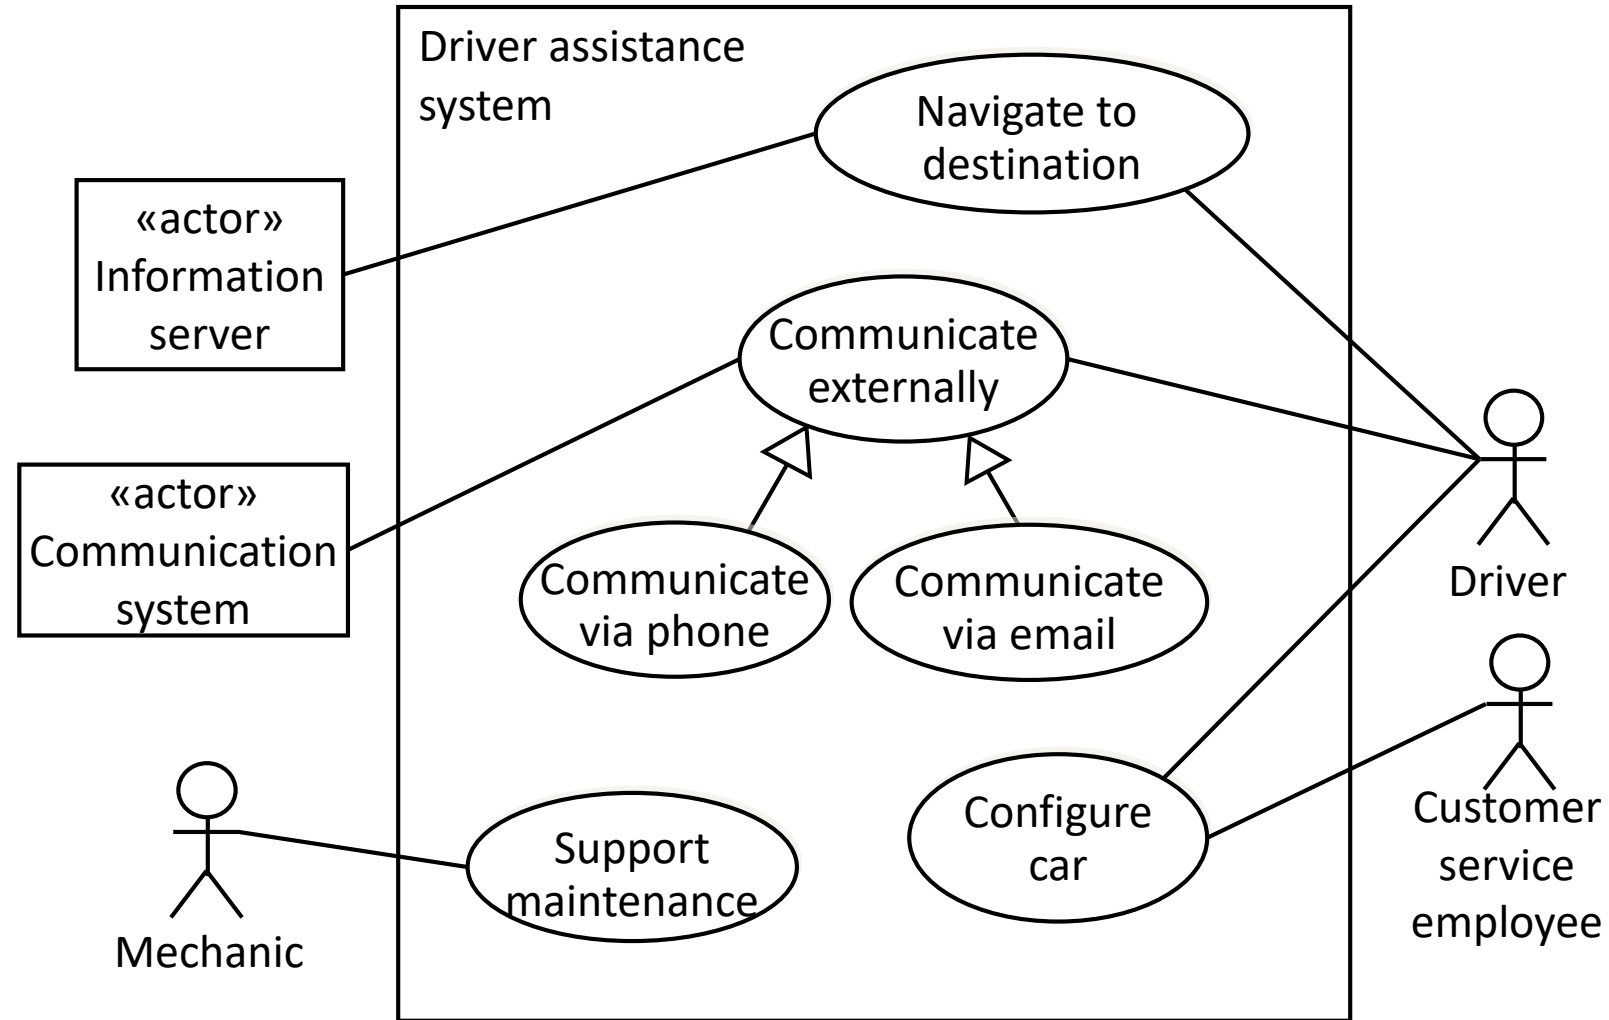 Driver assistance
system
Navigate to
destination
«actor»
Information
server
Communicate
externally
«actor»
Communication
system
Communicate
via phone
Communicate
via email
Driver
Configure
car
Customer
service
employee
Support
maintenance
Mechanic